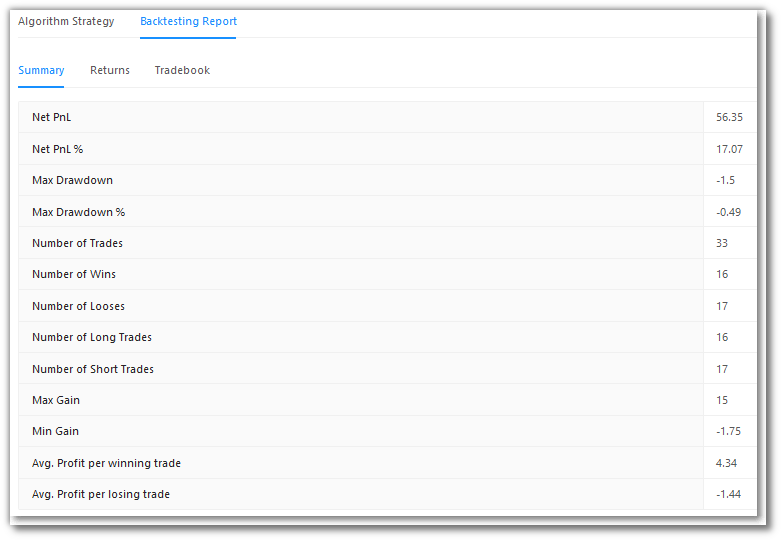 Algorithm Strategy Backtesting Report
Summary Returns Tradebook
Net PnL 56.35
Net PnL % 17.07
Max Drawdown -1.5
Max Drawdown % -0.49
Number of Trades 33
Number of Wins 16
Number of Looses 17
Number of Long Trades 16
Number of Short Trades 17
Max Gain 15
Min Gain -1.75
Avg. Profit per winning trade 4.34
Avg. Profit per losing trade -1.44